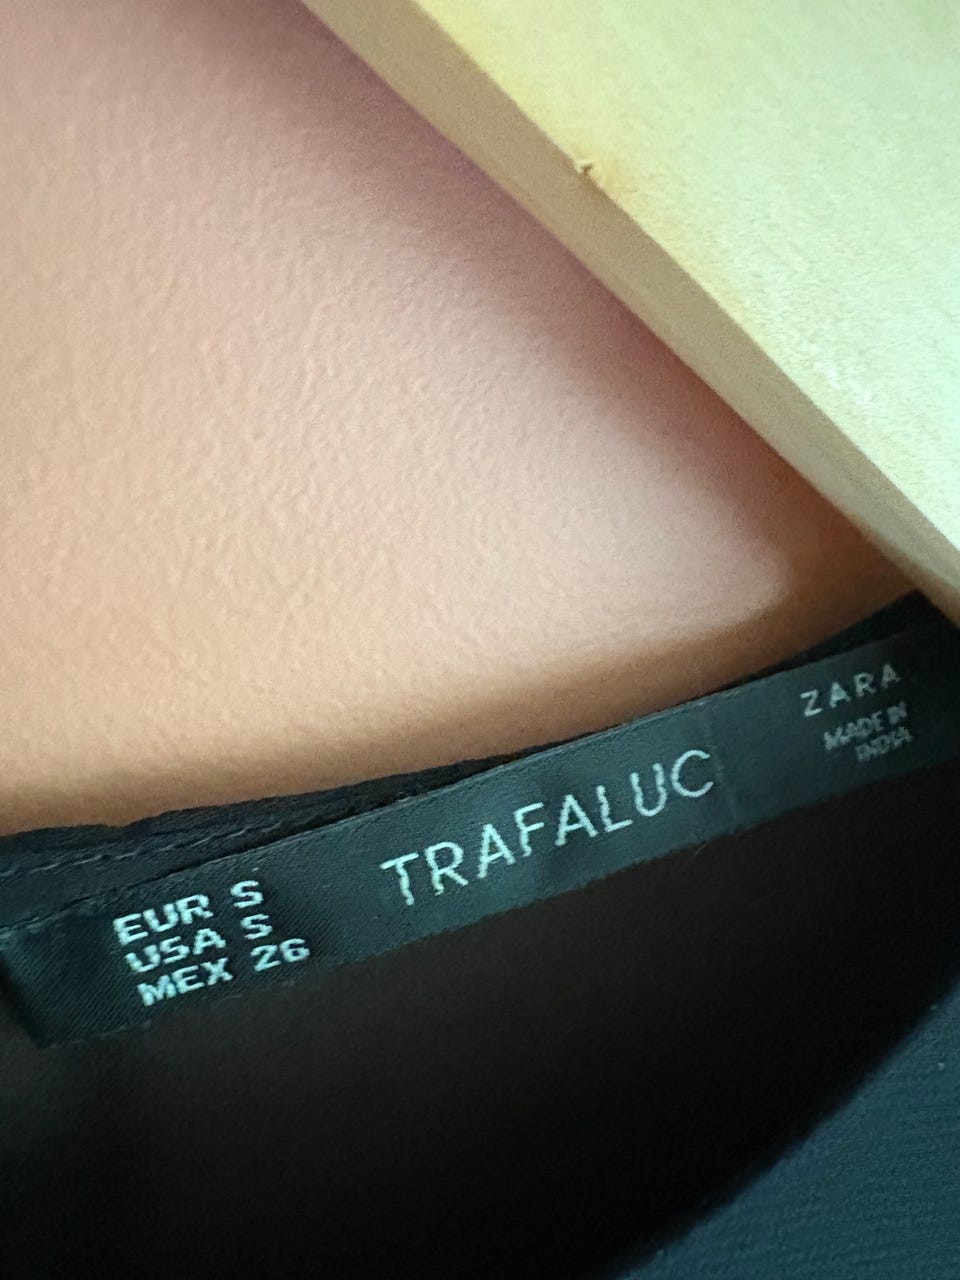 EUR S
USA S
MEX 26
TRAFALUC
ZARA
MADE IN
INDIA